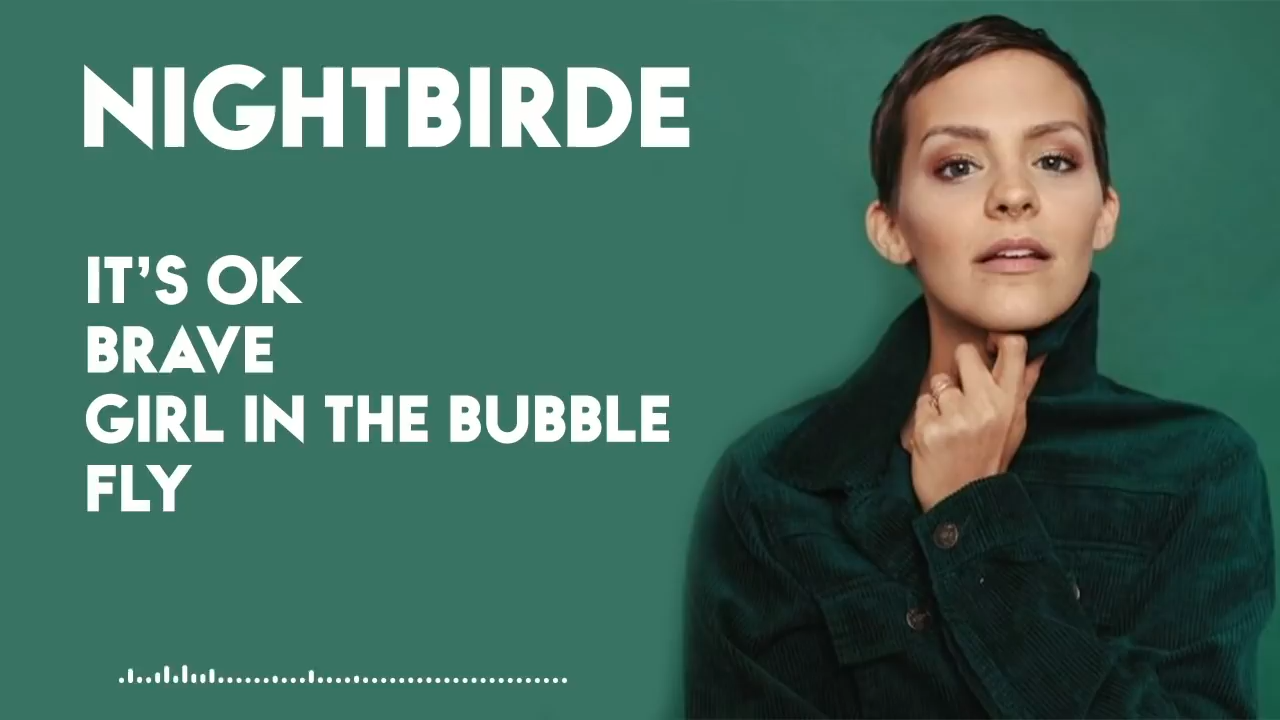 NIGHTBIRDE
IT'S OK
BRAVE
GIRL IN THE BUBBLE
FLY